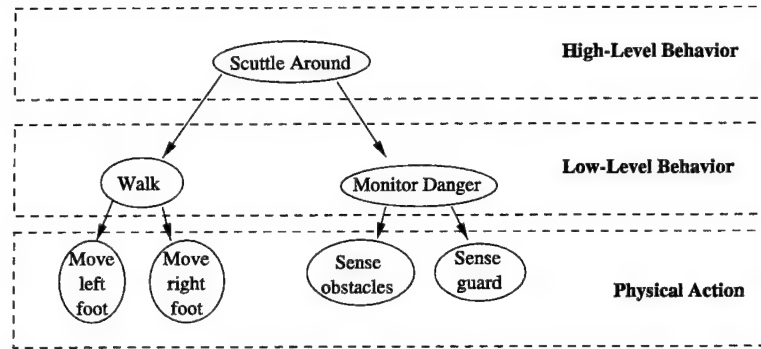 High-Level Behavior
Scuttle Around
Low-Level Behavior
Walk
Monitor Danger
Move
left
foot
Move
right
foot
Sense
obstacles
Sense
guard
Physical Action